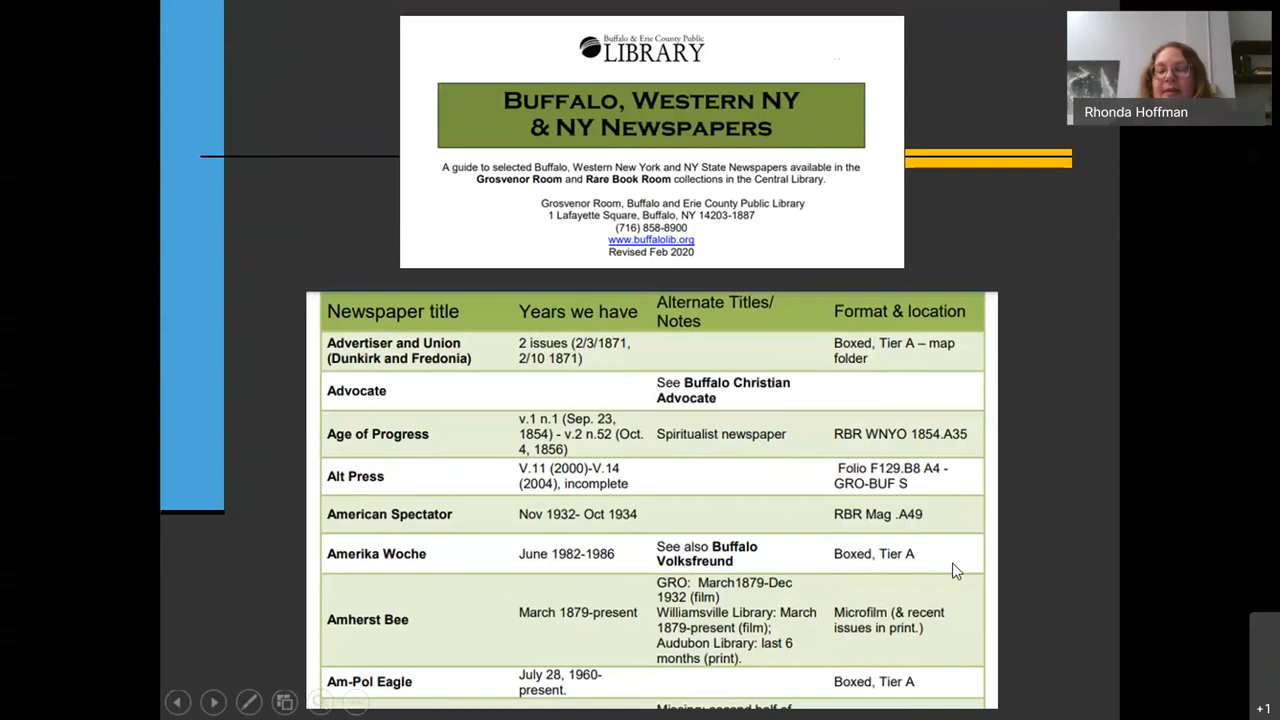 Buffalo & Erie County Public
LIBRARY
BUFFALO, WESTERN NY
& NY NEWSPAPERS
A guide to selected Buffalo, Western New York and NY State Newspapers available in the
Grosvenor Room and Rare Book Room collections in the Central Library.
Grosvenor Room, Buffalo and Erie County Public Library
1 Lafayette Square, Buffalo, NY 14203-1887
(716) 858-8900
www.buffalolib.org
Revised Feb 2020
Rhonda Hoffman
Newspaper title
Years we have
Alternate Titles/
Notes
Format & location
Advertiser and Union
(Dunkirk and Fredonia)
2 issues (2/3/1871,
2/10 1871)
Boxed, Tier A – map
folder
Advocate
See Buffalo Christian
Advocate
Age of Progress
v.1 n.1 (Sep. 23,
1854) - v.2 n.52 (Oct.
4, 1856)
Spiritualist newspaper
RBR WNYO 1854.A35
Alt Press
V.11 (2000)-V.14
(2004), incomplete
Folio F129.B8 A4 -
GRO-BUF S
American Spectator
Nov 1932- Oct 1934
RBR Mag .A49
Amerika Woche
June 1982-1986
See also Buffalo
Volksfreund
Boxed, Tier A
Amherst Bee
March 1879-present
GRO: March1879-Dec
1932 (film)
Williamsville Library: March
1879-present (film);
Audubon Library: last 6
months (print).
Microfilm (& recent
issues in print.)
Am-Pol Eagle
July 28, 1960-
present.
Boxed, Tier A
Missing: second half of
+1